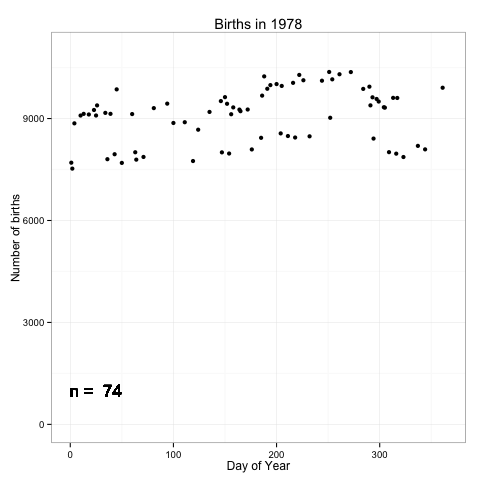 Births in 1978
Number of births
9000
6000
3000
0
n = 74
0 100 200 300
Day of Year